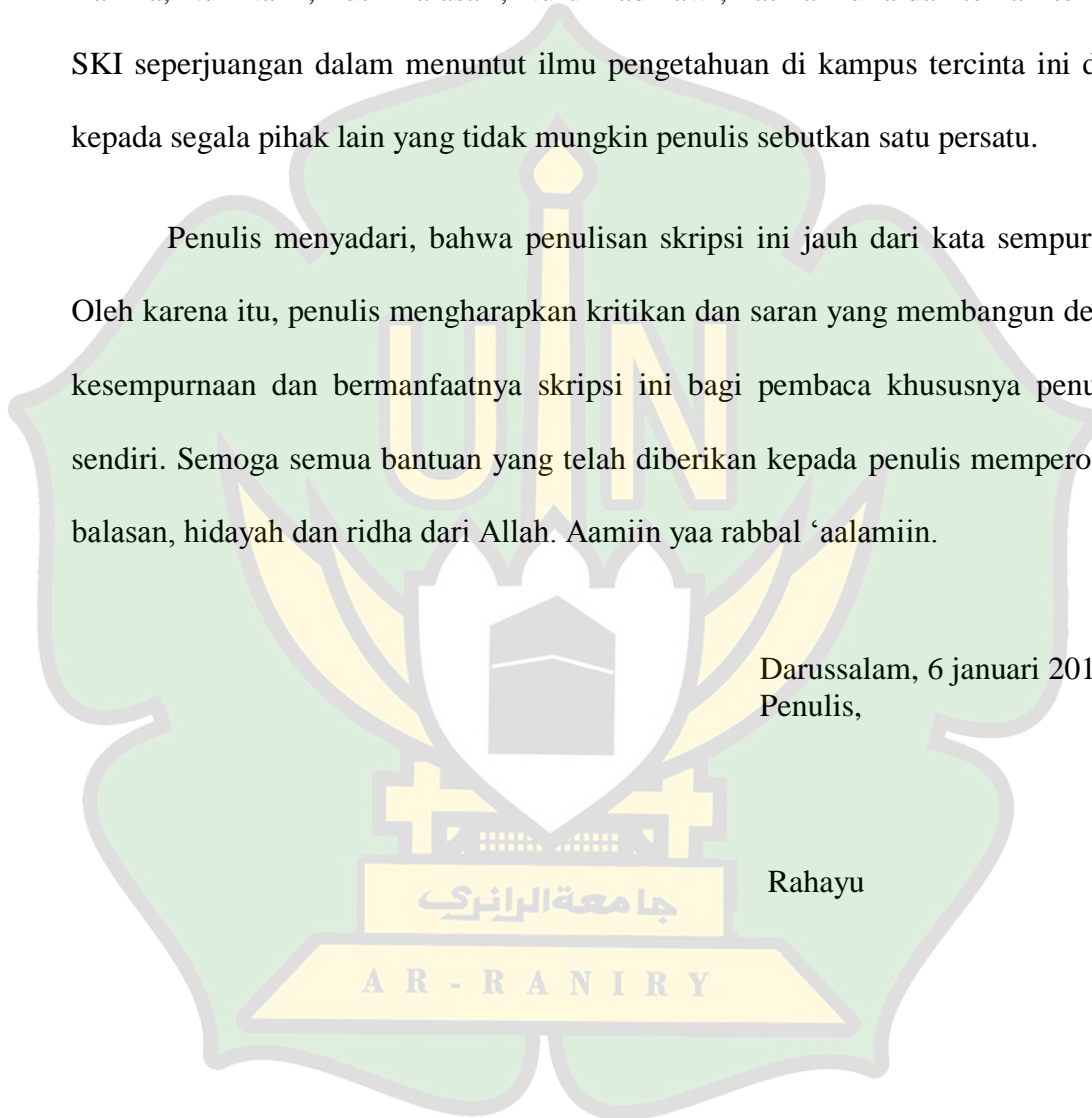 SKI seperjuangan dalam menuntut ilmu pengetahuan di kampus tercinta ini
kepada segala pihak lain yang tidak mungkin penulis sebutkan satu persatu.
Penulis menyadari, bahwa penulisan skripsi ini jauh dari kata
Oleh karena itu, penulis mengharapkan kritikan dan saran yang membangun
kesempurnaan dan bermanfaatnya skripsi ini bagi pembaca khususnya
sendiri. Semoga semua bantuan yang telah diberikan kepada penulis
balasan, hidayah dan ridha dari Allah. Aamiin yaa rabbal ‘aalamiin.
UIN
Darussalam, 6 januari 201
Penulis,
Rahayu
جامعة الرانري
AR-RANIRY